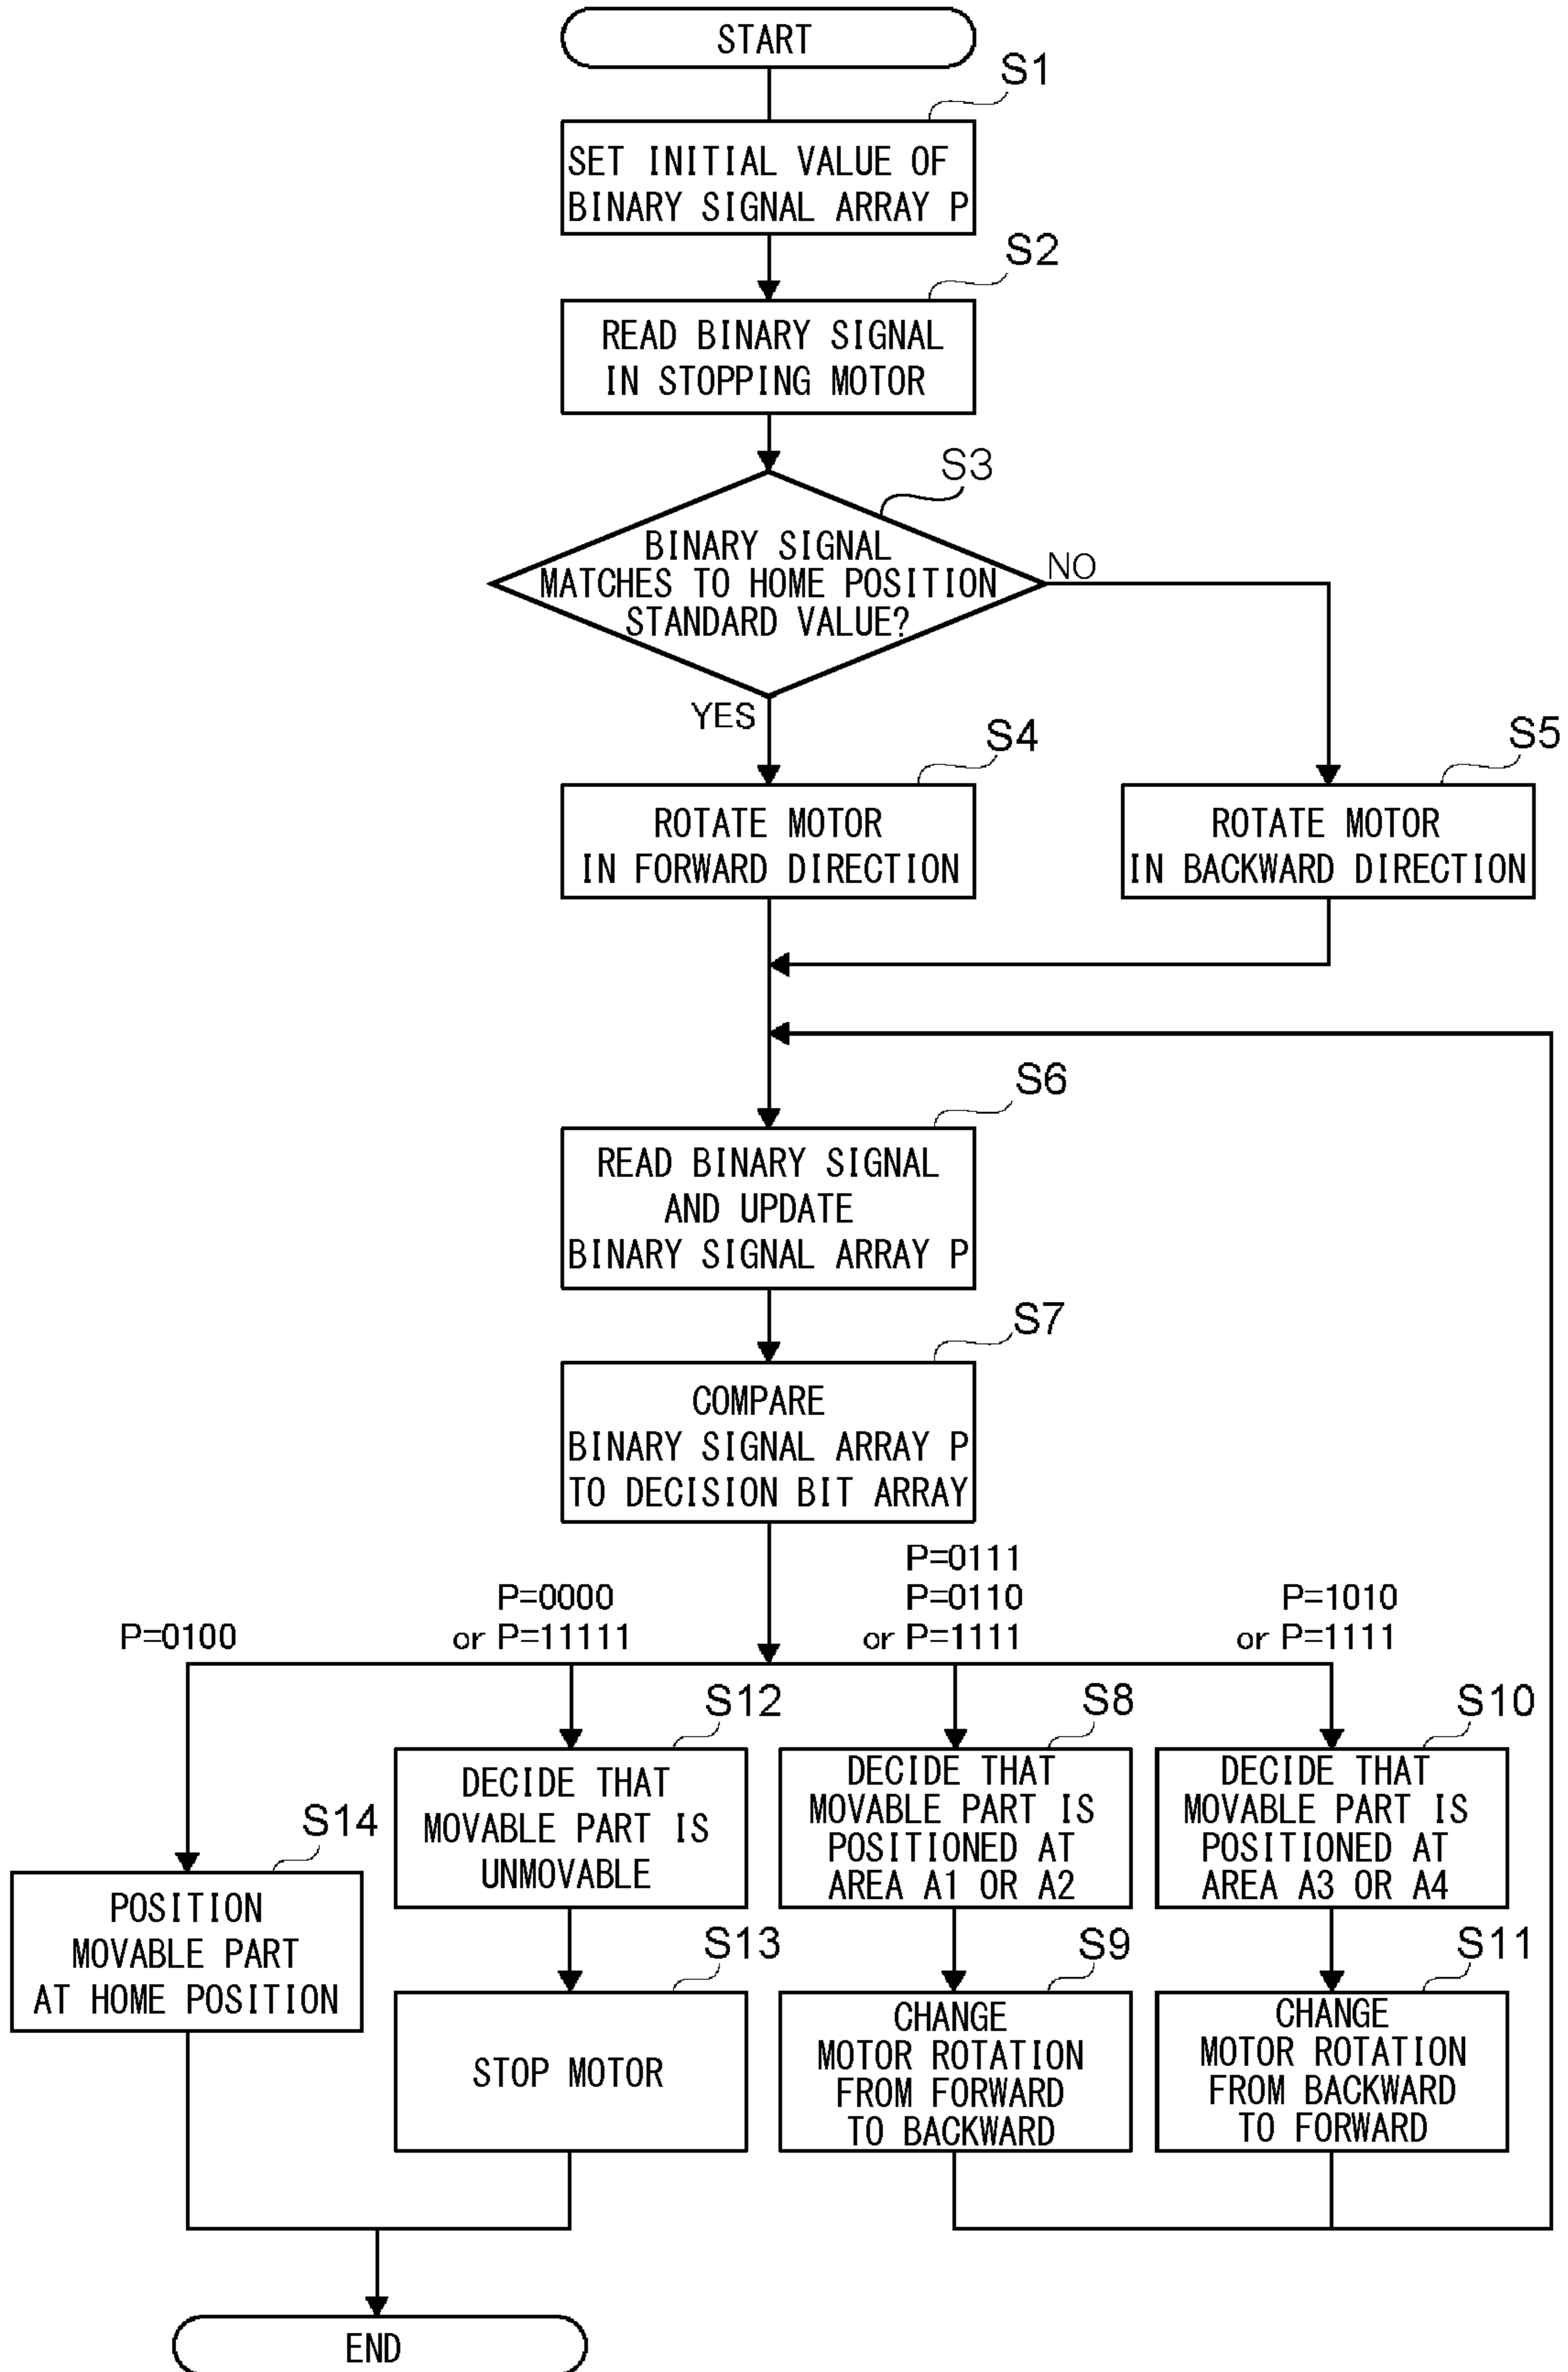 START
S1
SET INITIAL VALUE OF
BINARY SIGNAL ARRAY P
S2
READ BINARY SIGNAL
IN STOPPING MOTOR
S3
BINARY SIGNAL
MATCHES TO HOME POSITION
STANDARD VALUE?
NO
YES
S4
ROTATE MOTOR
IN FORWARD DIRECTION
S5
ROTATE MOTOR
IN BACKWARD DIRECTION
S6
READ BINARY SIGNAL
AND UPDATE
BINARY SIGNAL ARRAY P
S7
COMPARE
BINARY SIGNAL ARRAY P
TO DECISION BIT ARRAY
P=0100
P=0000
or P=11111
P=0111
P=0110
or P=1111
P=1010
or P=1111
S14
POSITION
MOVABLE PART
AT HOME POSITION
S12
DECIDE THAT
MOVABLE PART IS
UNMOVABLE
S13
STOP MOTOR
S8
DECIDE THAT
MOVABLE PART IS
POSITIONED AT
AREA A1 OR A2
S9
CHANGE
MOTOR ROTATION
FROM FORWARD
TO BACKWARD
S10
DECIDE THAT
MOVABLE PART IS
POSITIONED AT
AREA A3 OR A4
S11
CHANGE
MOTOR ROTATION
FROM BACKWARD
TO FORWARD
END